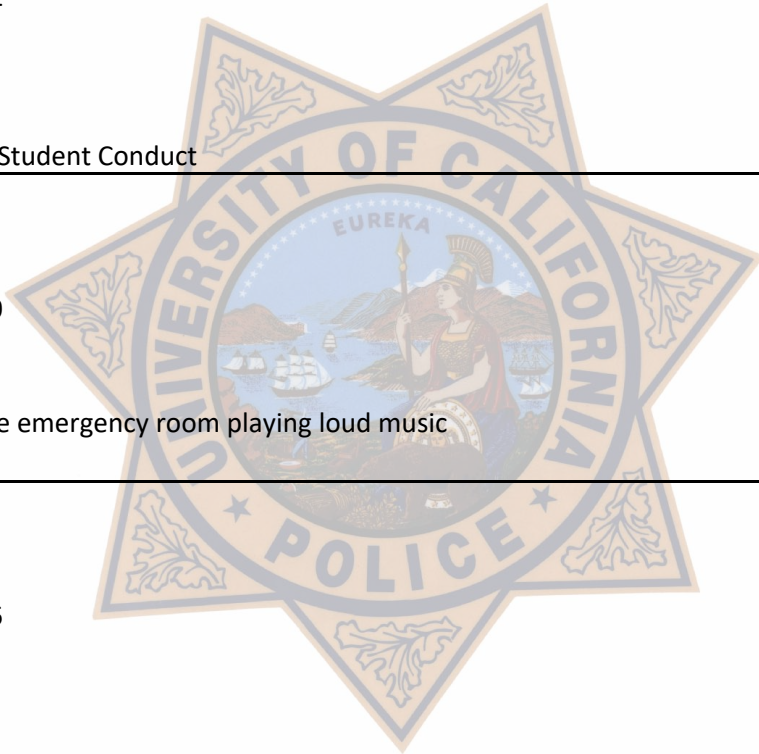 Student Conduct
UNIVERSITY OF CALIFORNIA
EUREKA
e emergency room playing loud music
POLICE